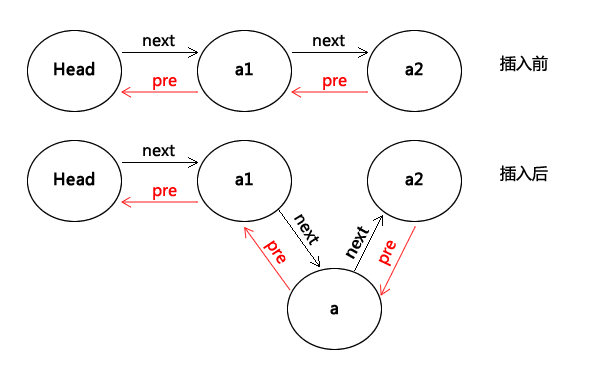 next next
Head a1 a2 插入前
pre pre
next
Head a1 a2 插入后
pre
next next
pre pre
a